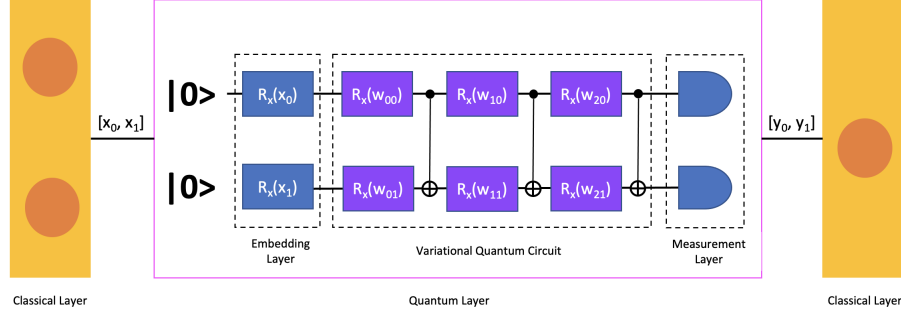 [x₀, x₁]
|0> Rₓ(x₀) Rₓ(w₀₀) Rₓ(w₁₀) Rₓ(w₂₀)
[y₀, y₁]
|0> Rₓ(x₁) Rₓ(w₀₁) Rₓ(w₁₁) Rₓ(w₂₁)
Embedding
Layer
Variational Quantum Circuit
Measurement
Layer
Classical Layer
Quantum Layer
Classical Layer